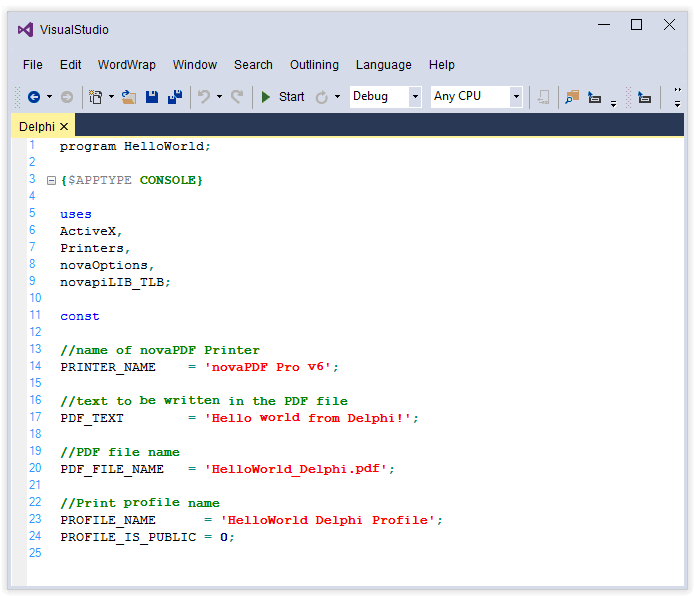 VisualStudio
File Edit WordWrap Window Search Outlining Language Help
Start Debug Any CPU
Delphi
1 program HelloWorld;
2
3 {$APPTYPE CONSOLE}
4
5 uses
6 ActiveX,
7 Printers,
8 novaOptions,
9 novapiLIB_TLB;
10
11 const
12
13 //name of novaPDF Printer
14 PRINTER_NAME    = 'novaPDF Pro v6';
15
16 //text to be written in the PDF file
17 PDF_TEXT        = 'Hello world from Delphi!';
18
19 //PDF file name
20 PDF_FILE_NAME   = 'HelloWorld_Delphi.pdf';
21
22 //Print profile name
23 PROFILE_NAME      = 'HelloWorld Delphi Profile';
24 PROFILE_IS_PUBLIC = 0;
25